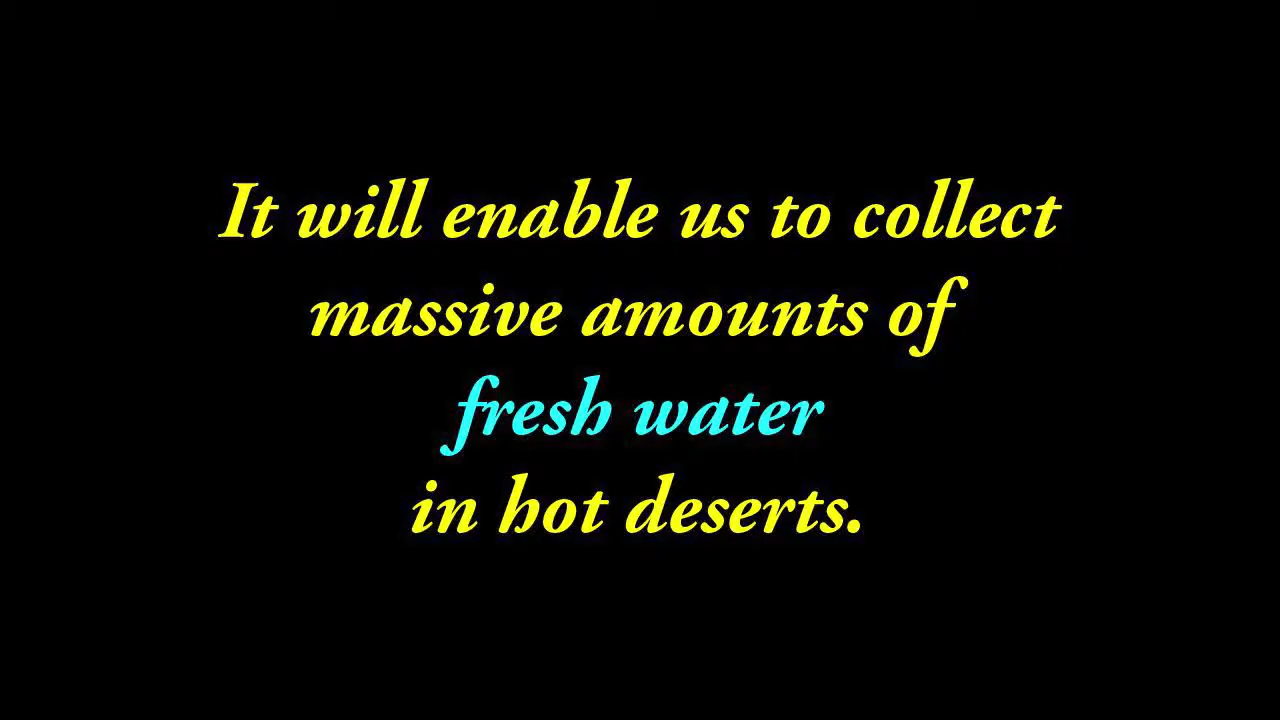 It will enable us to collect
massive amounts of
fresh water
in hot deserts.